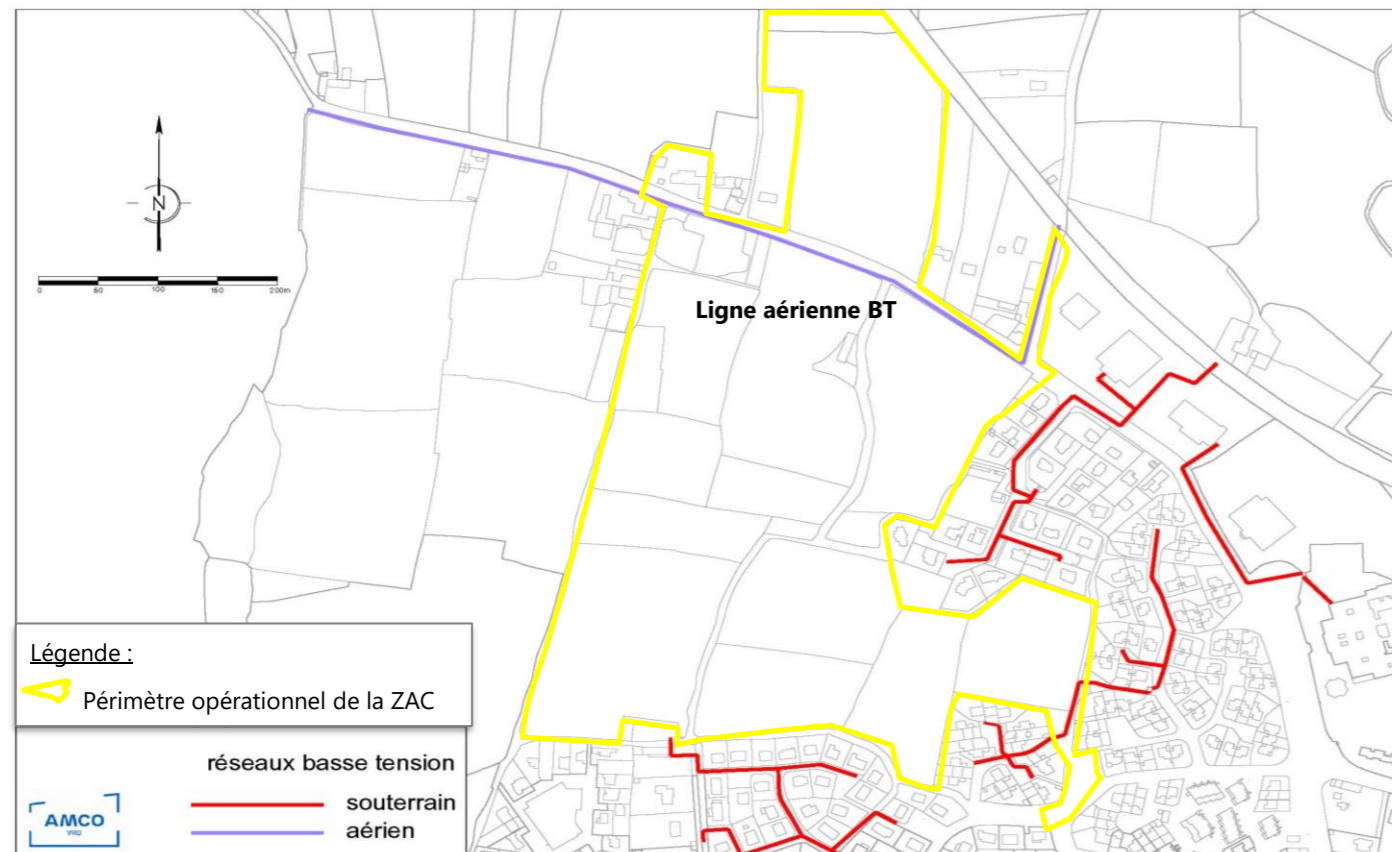 N
0 50 100 150 200m
Ligne aérienne BT
Légende :
Périmètre opérationnel de la ZAC
réseaux basse tension
souterrain
aérien
AMCO
VRD